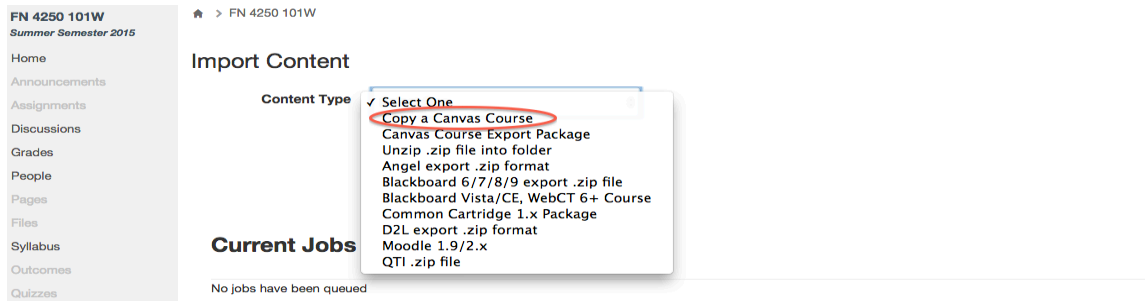 FN 4250 101W
Summer Semester 2015
Home
Announcements
Assignments
Discussions
Grades
People
Pages
Files
Syllabus
Outcomes
Quizzes
> FN 4250 101W
Import Content
Content Type
✓ Select One
Copy a Canvas Course
Canvas Course Export Package
Unzip .zip file into folder
Angel export .zip format
Blackboard 6/7/8/9 export .zip file
Blackboard Vista/CE, WebCT 6+ Course
Common Cartridge 1.x Package
D2L export .zip format
Moodle 1.9/2.x
QTI .zip file
Current Jobs
No jobs have been queued